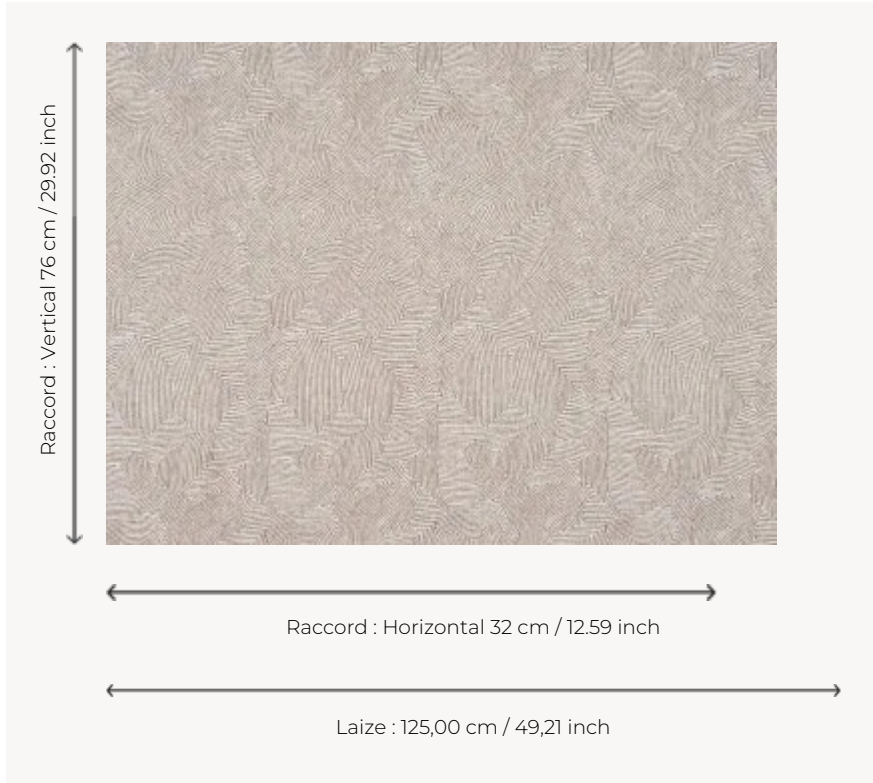 Raccord : Vertical 76 cm / 29.92 inch
Raccord : Horizontal 32 cm / 12.59 inch
Laize : 125,00 cm / 49,21 inch